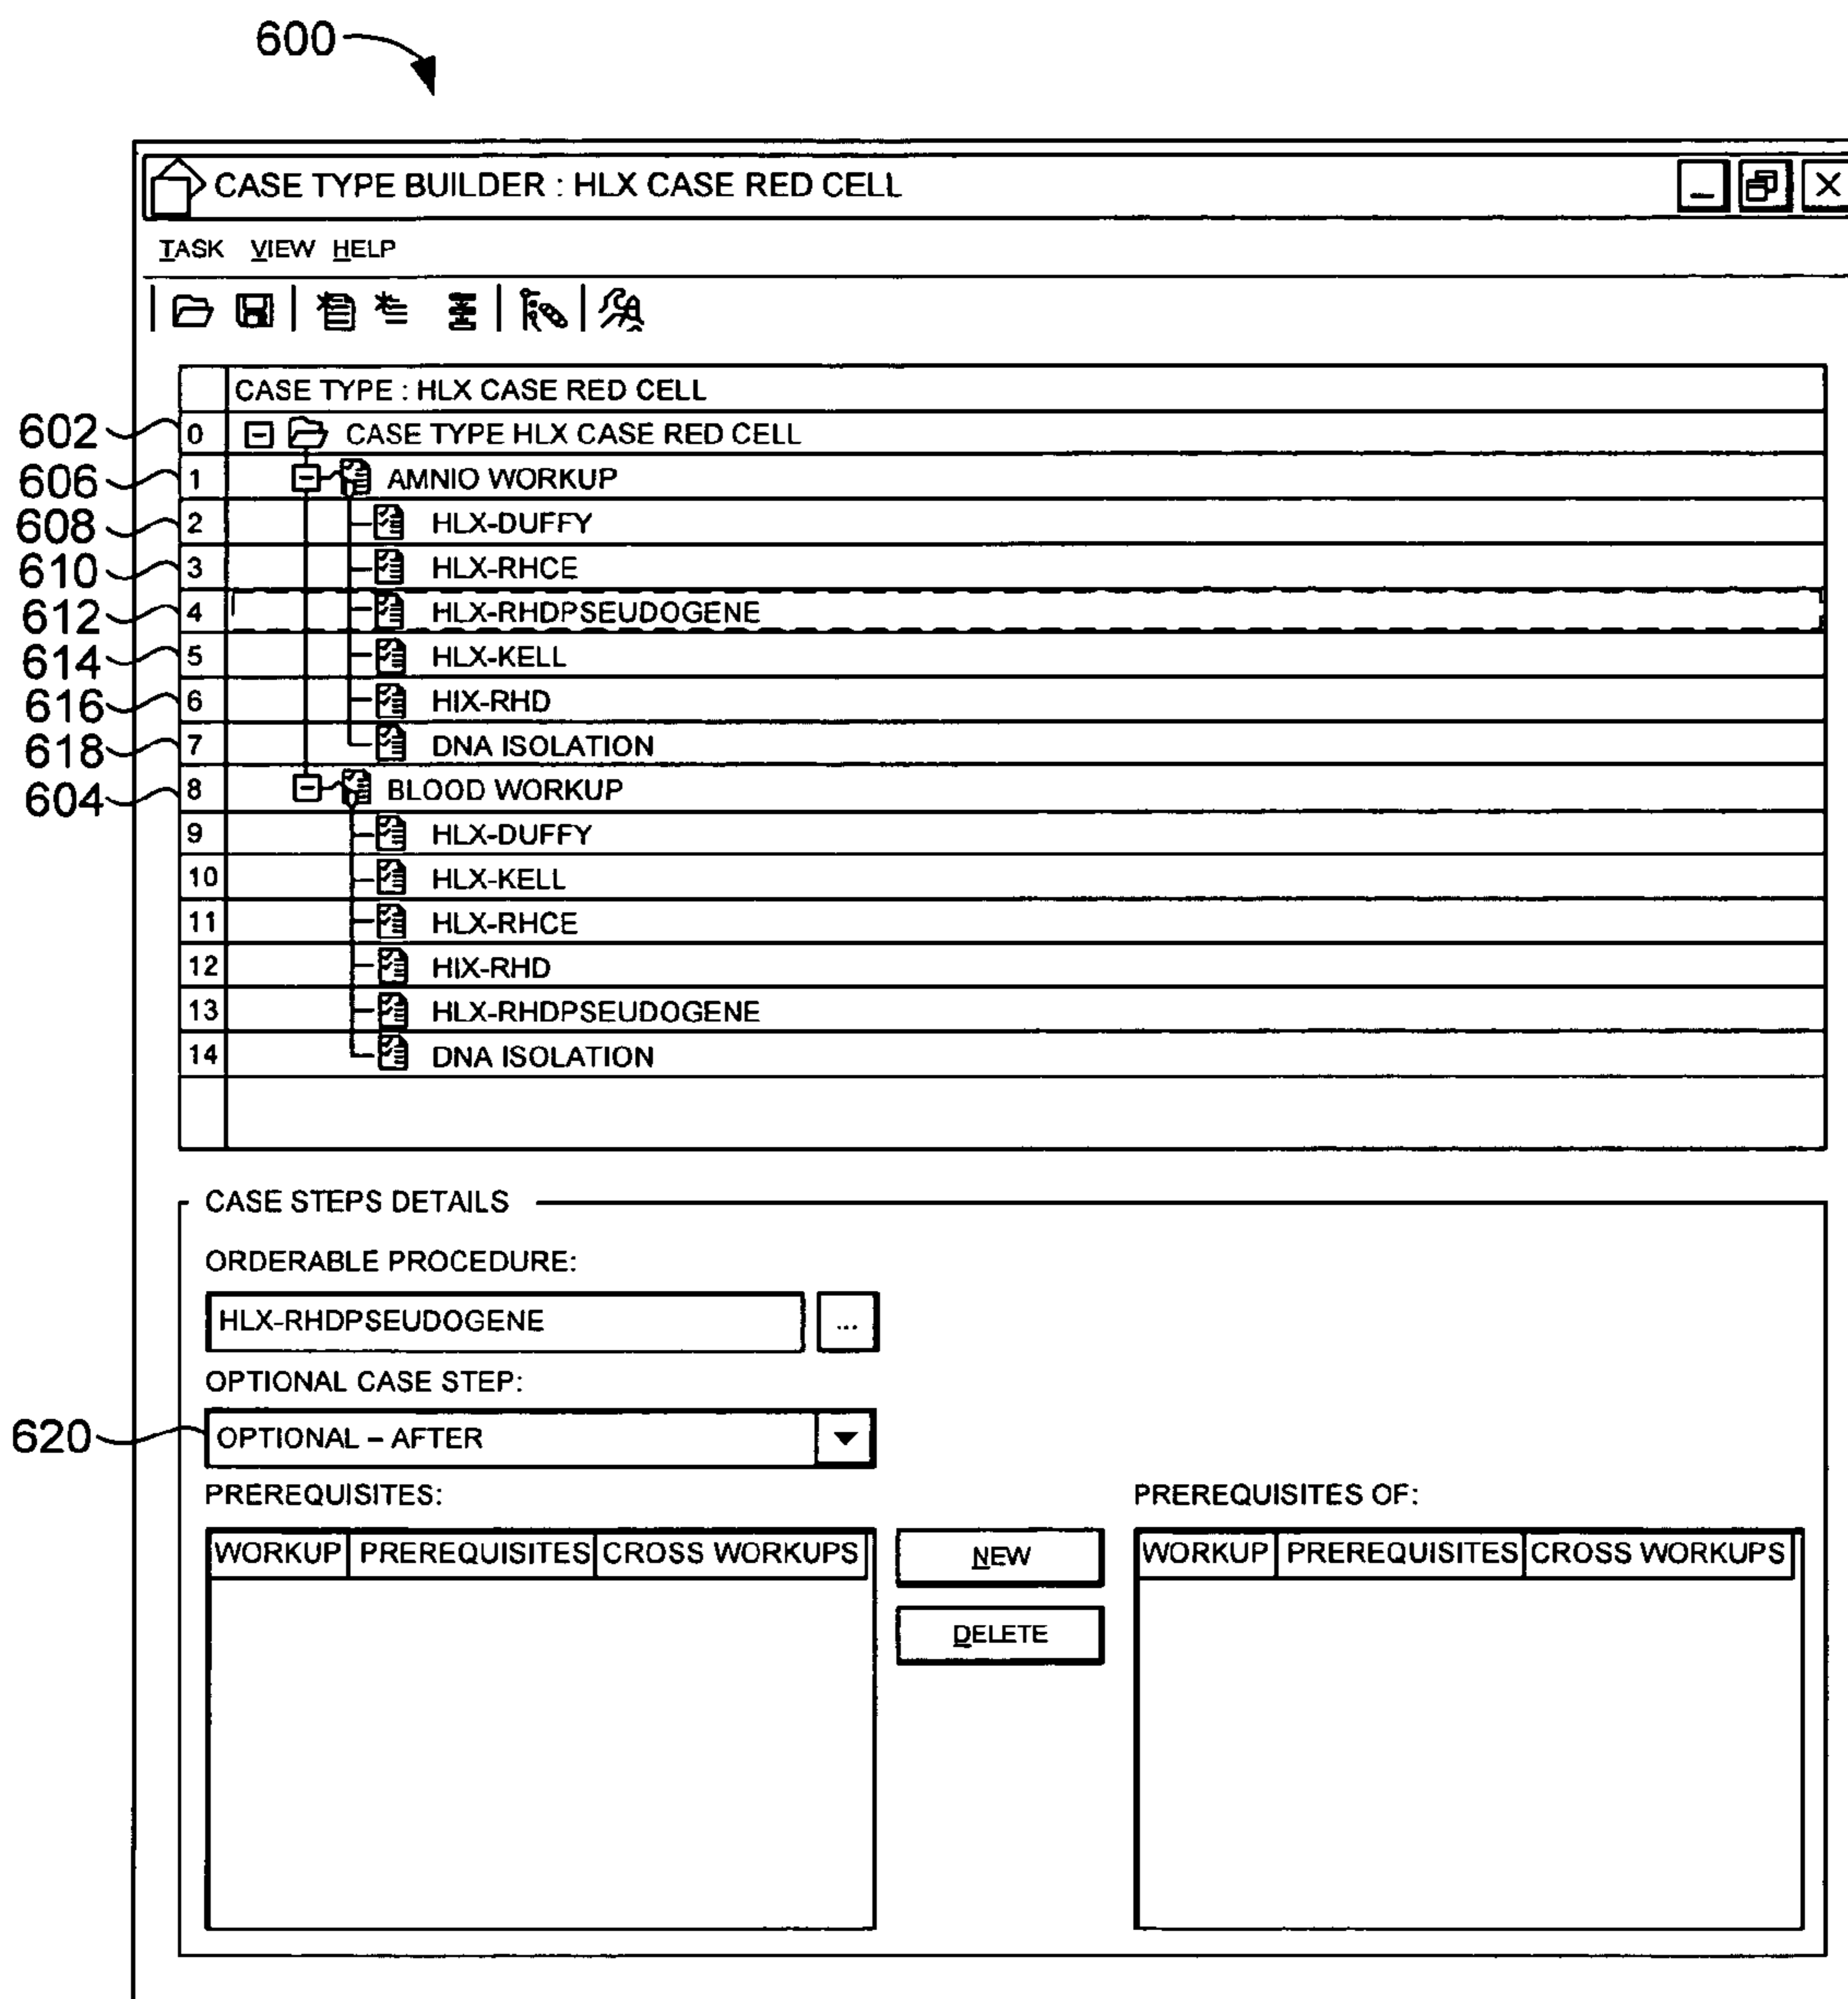 600
CASE TYPE BUILDER : HLX CASE RED CELL
TASK VIEW HELP
CASE TYPE : HLX CASE RED CELL
602 0 CASE TYPE HLX CASE RED CELL
606 1 AMNIO WORKUP
608 2 HLX-DUFFY
610 3 HLX-RHCE
612 4 HLX-RHDPSEUDOGENE
614 5 HLX-KELL
616 6 HIX-RHD
618 7 DNA ISOLATION
604 8 BLOOD WORKUP
9 HLX-DUFFY
10 HLX-KELL
11 HLX-RHCE
12 HIX-RHD
13 HLX-RHDPSEUDOGENE
14 DNA ISOLATION
CASE STEPS DETAILS
ORDERABLE PROCEDURE:
HLX-RHDPSEUDOGENE ...
OPTIONAL CASE STEP:
620 OPTIONAL – AFTER
PREREQUISITES: PREREQUISITES OF:
WORKUP PREREQUISITES CROSS WORKUPS NEW WORKUP PREREQUISITES CROSS WORKUPS
DELETE